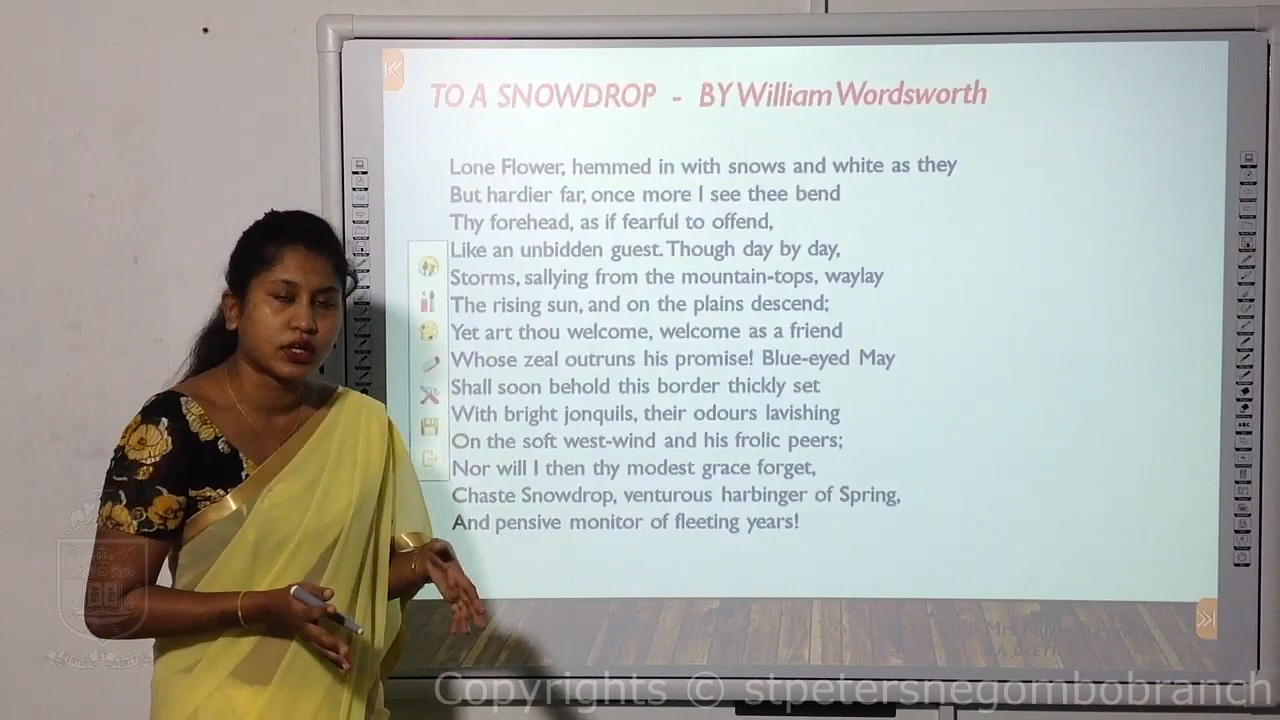 TO A SNOWDROP - BY William Wordsworth
Lone Flower, hemmed in with snows and white as they
But hardier far, once more I see thee bend
Thy forehead, as if fearful to offend,
Like an unbidden guest. Though day by day,
Storms, sallying from the mountain-tops, waylay
The rising sun, and on the plains descend;
Yet art thou welcome, welcome as a friend
Whose zeal outruns his promise! Blue-eyed May
Shall soon behold this border thickly set
With bright jonquils, their odours lavishing
On the soft west-wind and his frolic peers;
Nor will I then thy modest grace forget,
Chaste Snowdrop, venturous harbinger of Spring,
And pensive monitor of fleeting years!
Mrs
VIRTUS ET VERITAS
Copyrights © stpetersnegombobranch